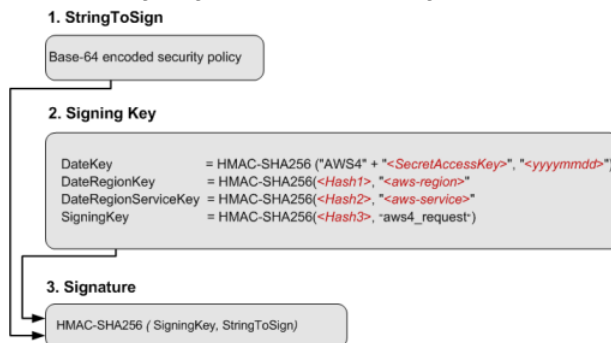 1. StringToSign
Base-64 encoded security policy
2. Signing Key
DateKey = HMAC-SHA256 ("AWS4" + "<SecretAccessKey>", "<yyyymmdd>")
DateRegionKey = HMAC-SHA256(<Hash1>, "<aws-region>"
DateRegionServiceKey = HMAC-SHA256(<Hash2>, "<aws-service>"
SigningKey = HMAC-SHA256(<Hash3>, "aws4_request")
3. Signature
HMAC-SHA256 ( SigningKey, StringToSign)